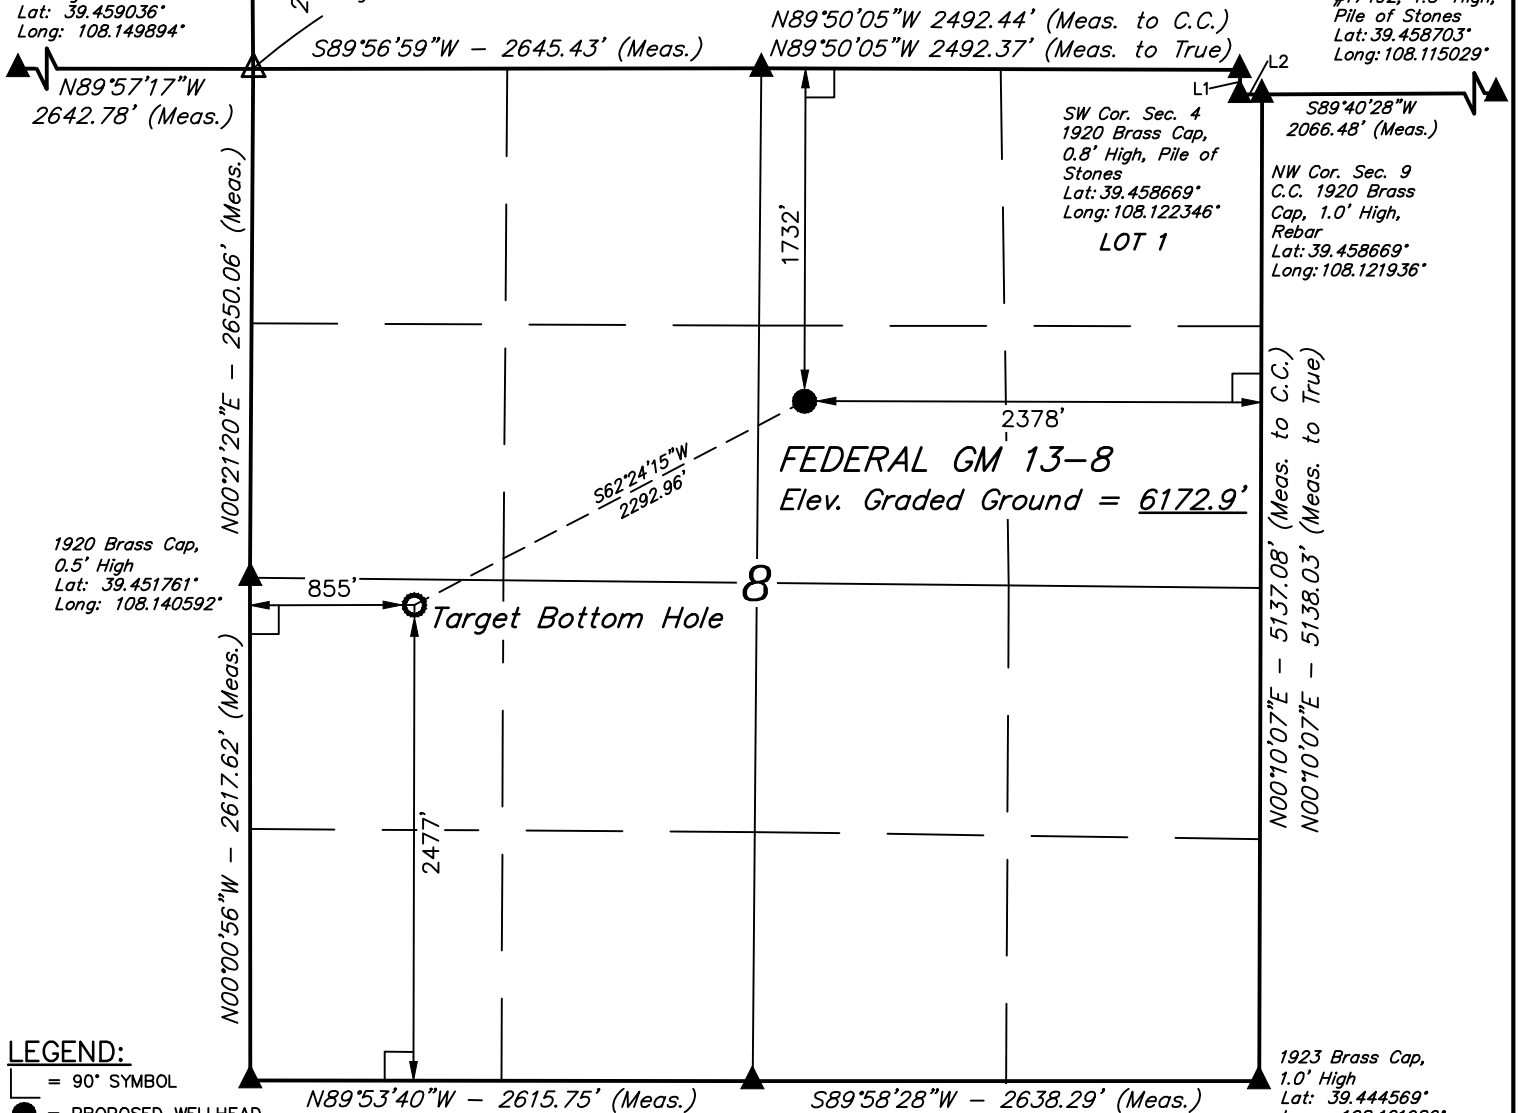 Lat: 39.459036°
Long: 108.149894°
N89°50'05"W 2492.44' (Meas. to C.C.)
N89°50'05"W 2492.37' (Meas. to True)
S89°56'59"W - 2645.43' (Meas.)
Pile of Stones
Lat: 39.458703°
Long: 108.115029°
N89°57'17"W
2642.78' (Meas.)
L2
L1
S89°40'28"W
2066.48' (Meas.)
SW Cor. Sec. 4
1920 Brass Cap,
0.8' High, Pile of
Stones
Lat: 39.458669°
Long: 108.122346°
LOT 1
NW Cor. Sec. 9
C.C. 1920 Brass
Cap, 1.0' High,
Rebar
Lat: 39.458669°
Long: 108.121936°
N00°21'20"E - 2650.06' (Meas.)
1732'
2378'
S62°24'15"W
2292.96'
FEDERAL GM 13-8
Elev. Graded Ground = 6172.9'
N00°10'07"E - 5137.08' (Meas. to C.C.)
N00°10'07"E - 5138.03' (Meas. to True)
1920 Brass Cap,
0.5' High
Lat: 39.451761°
Long: 108.140592°
855'
8
Target Bottom Hole
N00°00'56"W - 2617.62' (Meas.)
2477'
LEGEND:
= 90° SYMBOL
= PROPOSED WELLHEAD
N89°53'40"W - 2615.75' (Meas.)
S89°58'28"W - 2638.29' (Meas.)
1923 Brass Cap,
1.0' High
Lat: 39.444569°